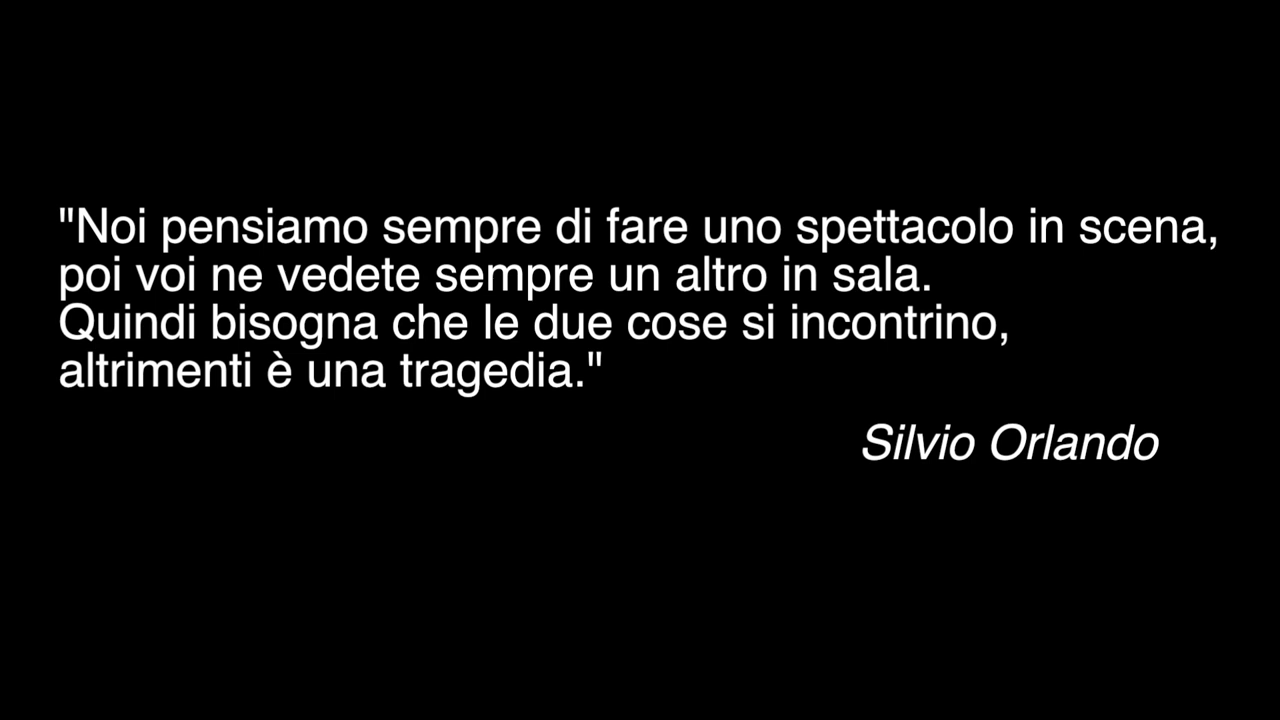 "Noi pensiamo sempre di fare uno spettacolo in scena,
poi voi ne vedete sempre un altro in sala.
Quindi bisogna che le due cose si incontrino,
altrimenti è una tragedia."
Silvio Orlando